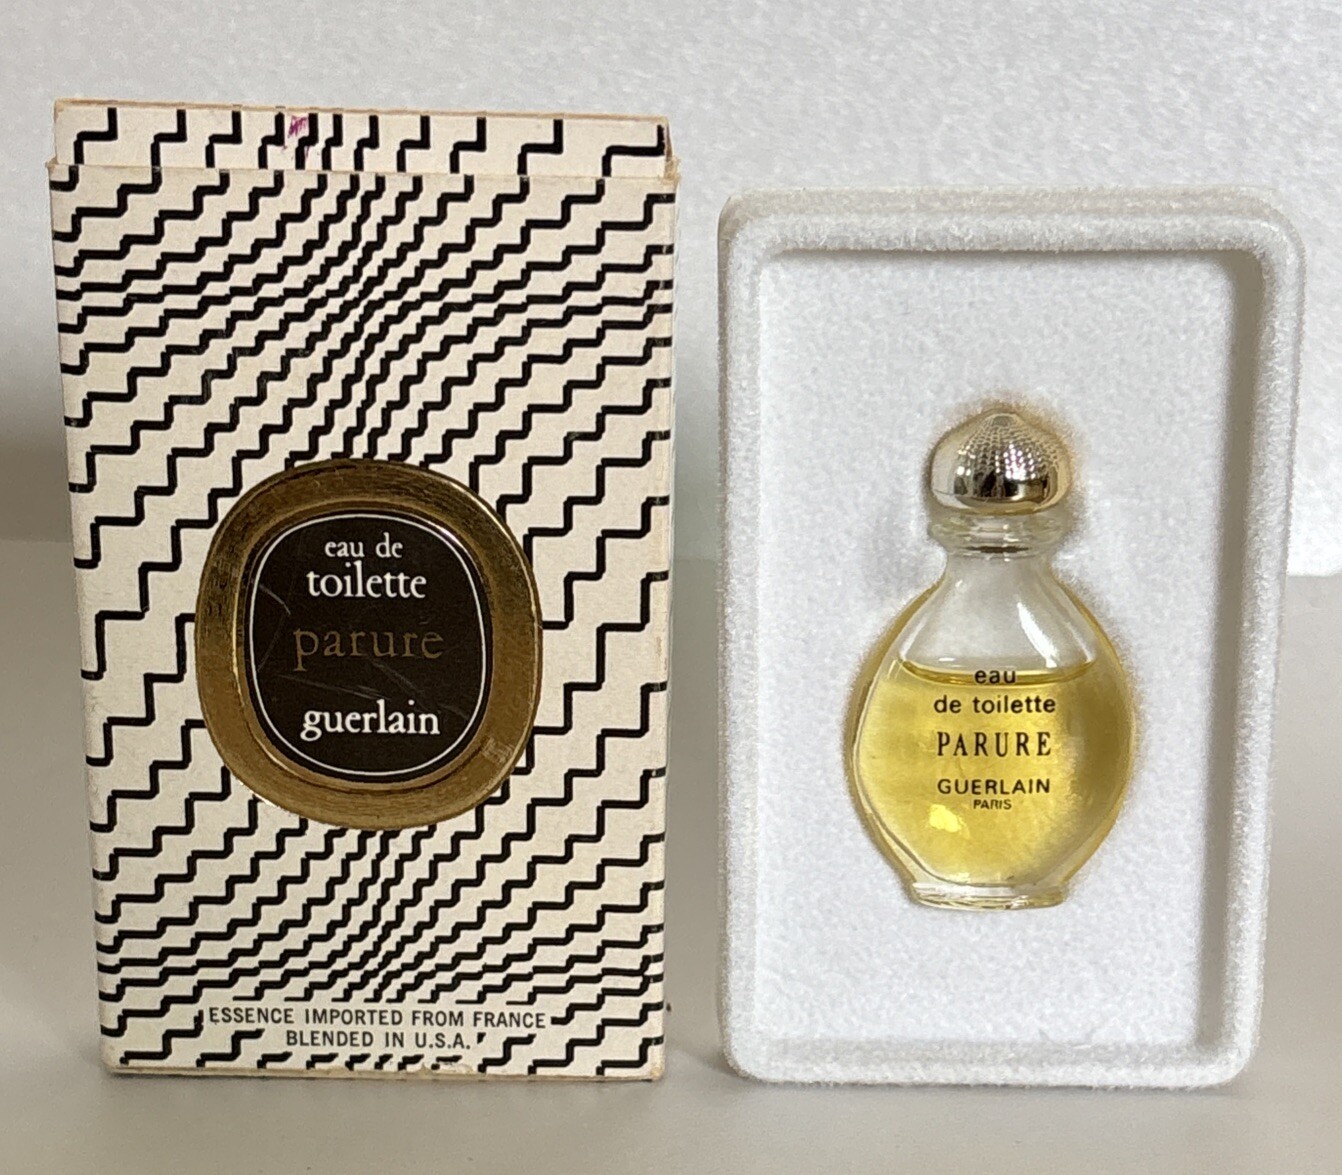 eau de
toilette
parure
guerlain
ESSENCE IMPORTED FROM FRANCE
BLENDED IN U.S.A.
eau
de toilette
PARURE
GUERLAIN
PARIS